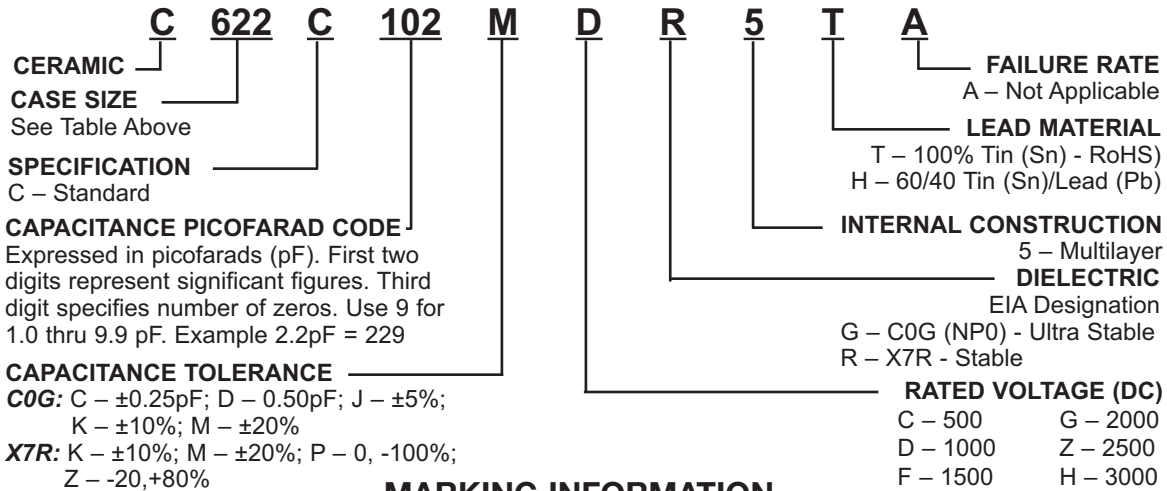 C 622 C 102 M D R 5 T A
CERAMIC
CASE SIZE
See Table Above
SPECIFICATION
C – Standard
CAPACITANCE PICOFARAD CODE
Expressed in picofarads (pF). First two
digits represent significant figures. Third
digit specifies number of zeros. Use 9 for
1.0 thru 9.9 pF. Example 2.2pF = 229
CAPACITANCE TOLERANCE
C0G: C – ±0.25pF; D – 0.50pF; J – ±5%;
K – ±10%; M – ±20%
X7R: K – ±10%; M – ±20%; P – 0, -100%;
Z – -20,+80%
FAILURE RATE
A – Not Applicable
LEAD MATERIAL
T – 100% Tin (Sn) - RoHS)
H – 60/40 Tin (Sn)/Lead (Pb)
INTERNAL CONSTRUCTION
5 – Multilayer
DIELECTRIC
EIA Designation
G – C0G (NP0) - Ultra Stable
R – X7R - Stable
RATED VOLTAGE (DC)
C – 500 G – 2000
D – 1000 Z – 2500
F – 1500 H – 3000
MARKING INFORMATION